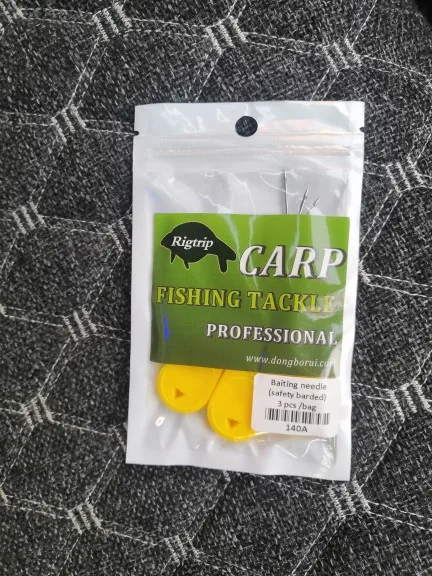 Rigtrip
CARP
FISHING TACKLE
PROFESSIONAL
www.dongborui.com
Baiting needle
(safety barded)
3 pcs /bag
140A